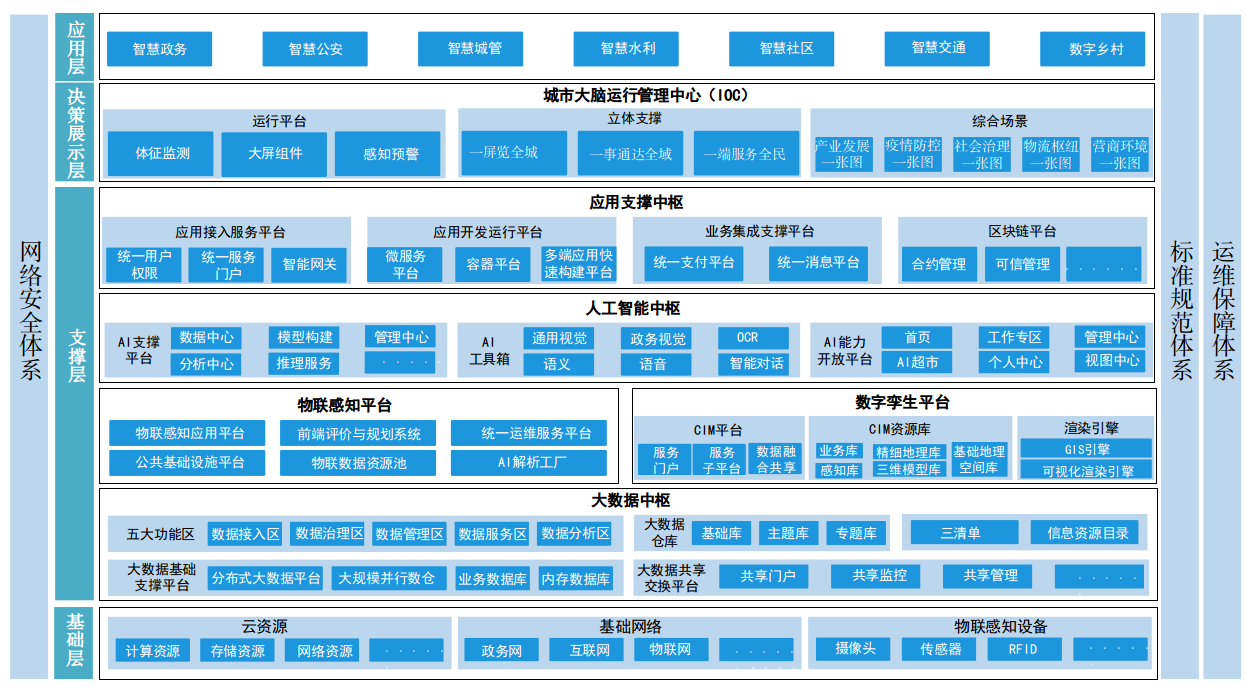 网络安全体系
应用层
智慧政务
智慧公安
智慧城管
智慧水利
智慧社区
智慧交通
数字乡村
决策展示层
城市大脑运行管理中心（IOC）
运行平台
体征监测
大屏组件
感知预警
立体支撑
一屏览全城
一事通达全域
一端服务全民
综合场景
产业发展
一张图
疫情防控
一张图
社会治理
一张图
物流枢纽
一张图
营商环境
一张图
支撑层
应用支撑中枢
应用接入服务平台
统一用户
权限
统一服务
门户
智能网关
应用开发运行平台
微服务
平台
容器平台
多端应用快
速构建平台
业务集成支撑平台
统一支付平台
统一消息平台
区块链平台
合约管理
可信管理
······
人工智能中枢
AI支撑
平台
数据中心
模型构建
管理中心
分析中心
推理服务
·····
AI
工具箱
通用视觉
政务视觉
OCR
语义
语音
智能对话
AI能力
开放平台
首页
工作专区
管理中心
AI超市
个人中心
视图中心
物联感知平台
物联感知应用平台
前端评价与规划系统
统一运维服务平台
公共基础设施平台
物联数据资源池
AI解析工厂
数字孪生平台
CIM平台
服务
门户
服务
子平台
数据融
合共享
CIM资源库
业务库
精细地理库
基础地理
空间库
感知库
三维模型库
渲染引擎
GIS引擎
可视化渲染引擎
大数据中枢
五大功能区
数据接入区
数据治理区
数据管理区
数据服务区
数据分析区
大数据
仓库
基础库
主题库
专题库
三清单
信息资源目录
大数据基础
支撑平台
分布式大数据平台
大规模并行数仓
业务数据库
内存数据库
大数据共享
交换平台
共享门户
共享监控
共享管理
······
基础层
云资源
计算资源
存储资源
网络资源
······
基础网络
政务网
互联网
物联网
······
物联感知设备
摄像头
传感器
RFID
······
标准规范体系
运维保障体系